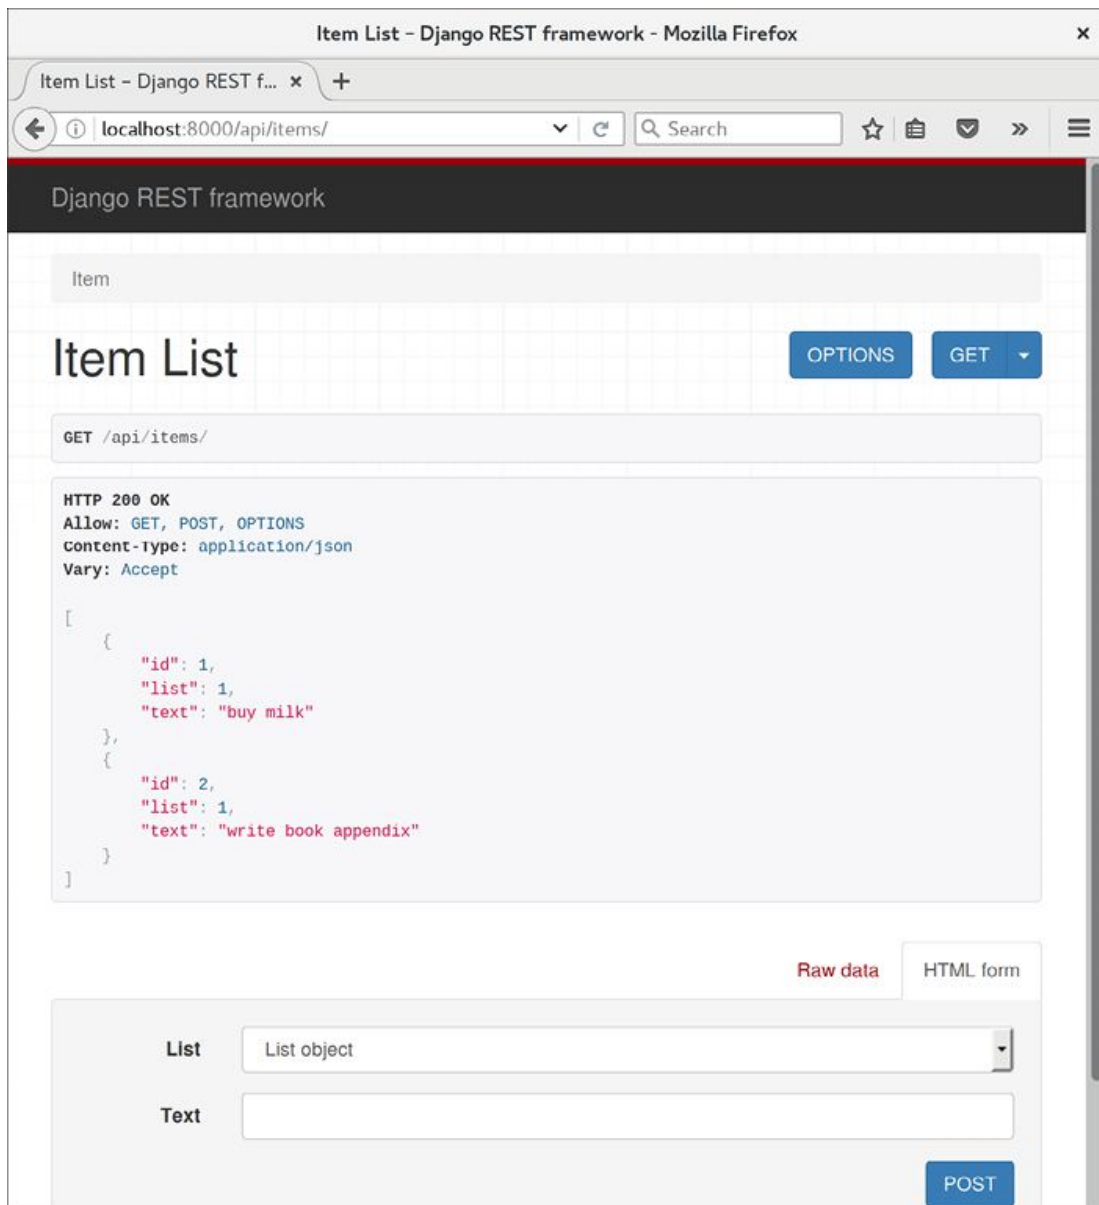 Item List – Django REST framework - Mozilla Firefox
Item List – Django REST f...
localhost:8000/api/items/
Search
Django REST framework
Item
Item List
OPTIONS
GET
GET /api/items/
HTTP 200 OK
Allow: GET, POST, OPTIONS
Content-Type: application/json
Vary: Accept
[
    {
        "id": 1,
        "list": 1,
        "text": "buy milk"
    },
    {
        "id": 2,
        "list": 1,
        "text": "write book appendix"
    }
]
Raw data
HTML form
List
List object
Text
POST